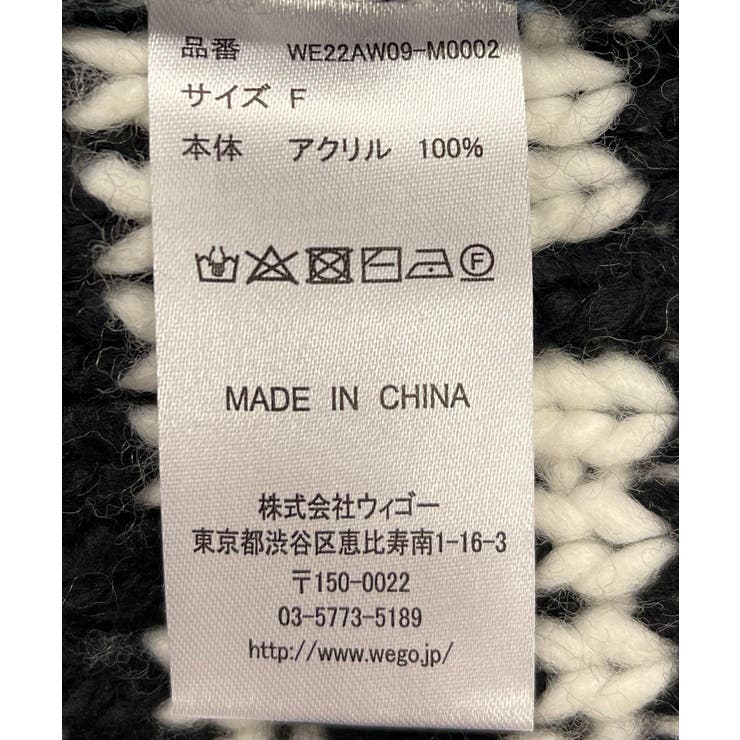 品番 WE22AW09-M0002
サイズ F
本体 アクリル 100%
F
MADE IN CHINA
株式会社ウィゴー
東京都渋谷区恵比寿南1-16-3
〒150-0022
03-5773-5189
http://www.wego.jp/